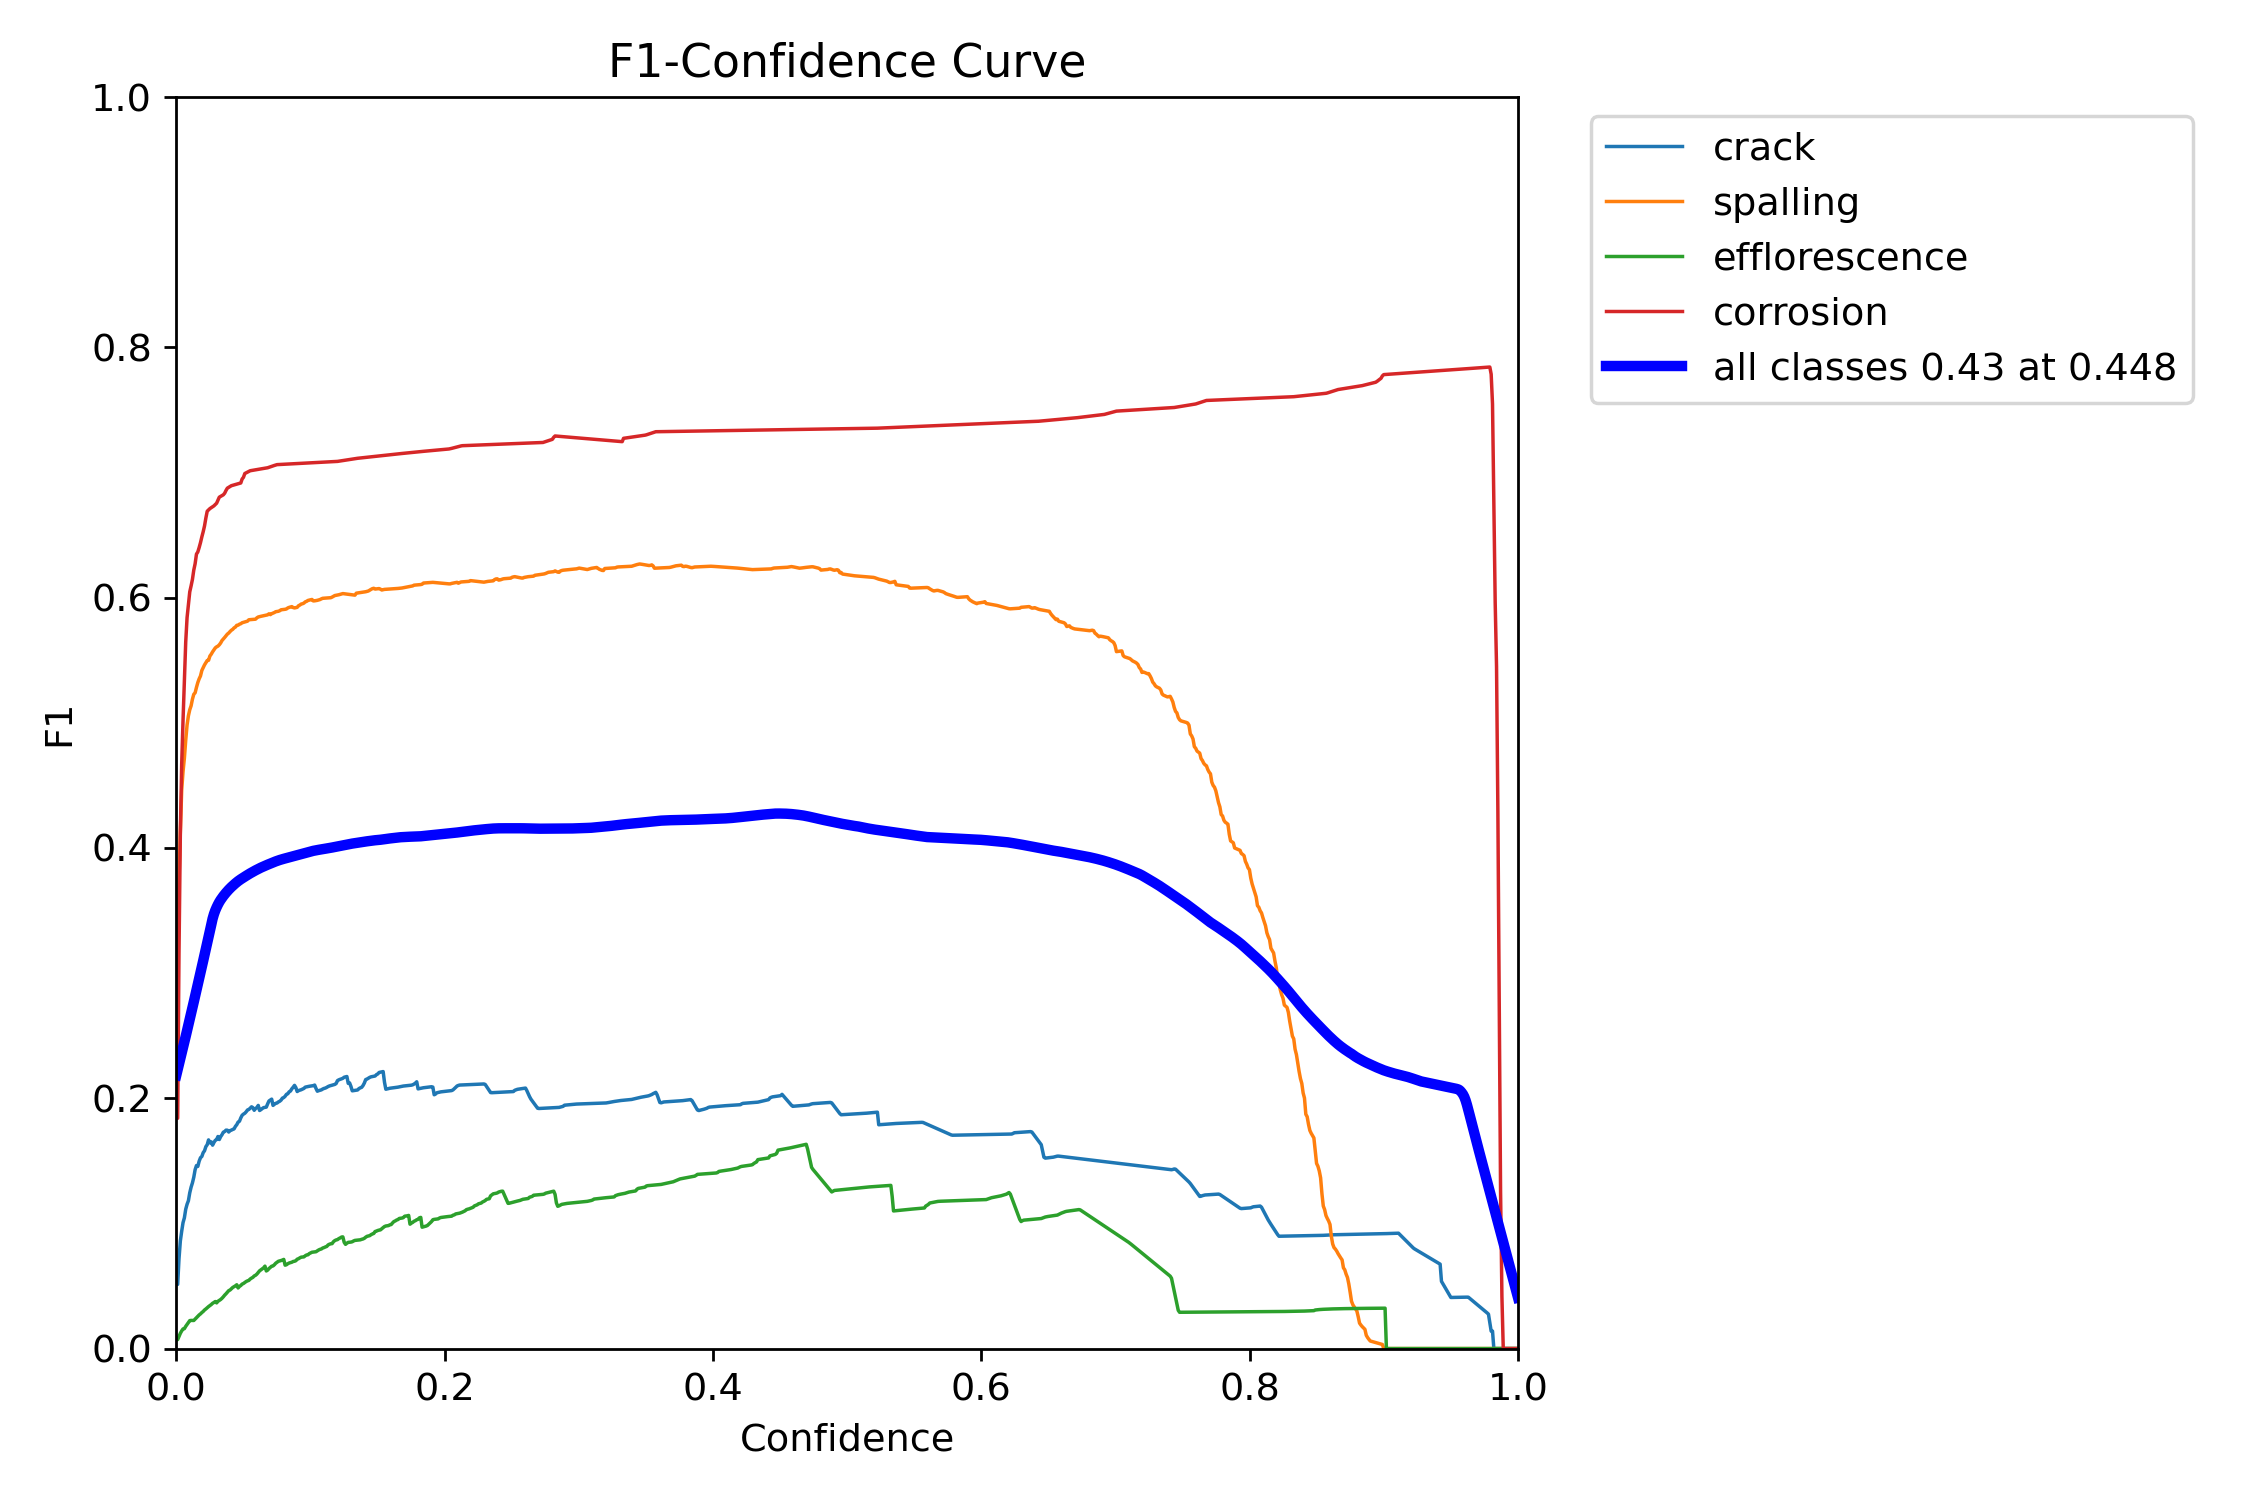 F1-Confidence Curve
1.0
0.8
0.6
0.4
0.2
0.0
F1
0.0 0.2 0.4 0.6 0.8 1.0
Confidence
crack
spalling
efflorescence
corrosion
all classes 0.43 at 0.448